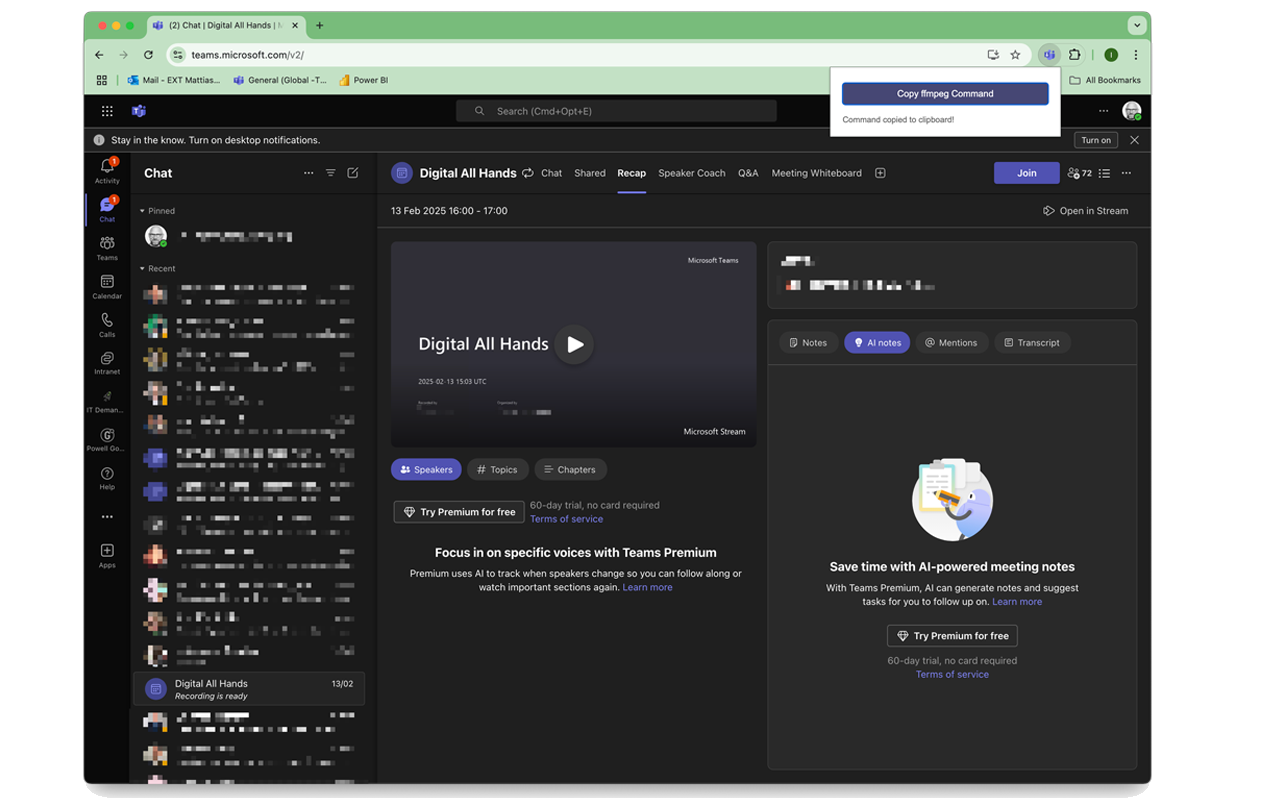 (2) Chat | Digital All Hands |
teams.microsoft.com/v2/
Mail - EXT Mattias...
General (Global -T...
Power BI
All Bookmarks
Copy ffmpeg Command
Command copied to clipboard!
Search (Cmd+Opt+E)
Stay in the know. Turn on desktop notifications.
Turn on
1
Activity
1
Chat
Teams
Calendar
Calls
Intranet
IT Deman...
Powell Go...
Help
Apps
Chat
Pinned
Recent
Digital All Hands 13/02
Recording is ready
Digital All Hands
Chat
Shared
Recap
Speaker Coach
Q&A
Meeting Whiteboard
Join
72
13 Feb 2025 16:00 - 17:00
Open in Stream
Microsoft Teams
Digital All Hands
2025-02-13 15:03 UTC
Recorded by
Organized by
Microsoft Stream
Speakers
Topics
Chapters
Try Premium for free
60-day trial, no card required
Terms of service
Focus in on specific voices with Teams Premium
Premium uses AI to track when speakers change so you can follow along or
watch important sections again. Learn more
Notes
AI notes
Mentions
Transcript
Save time with AI-powered meeting notes
With Teams Premium, AI can generate notes and suggest
tasks for you to follow up on. Learn more
Try Premium for free
60-day trial, no card required
Terms of service